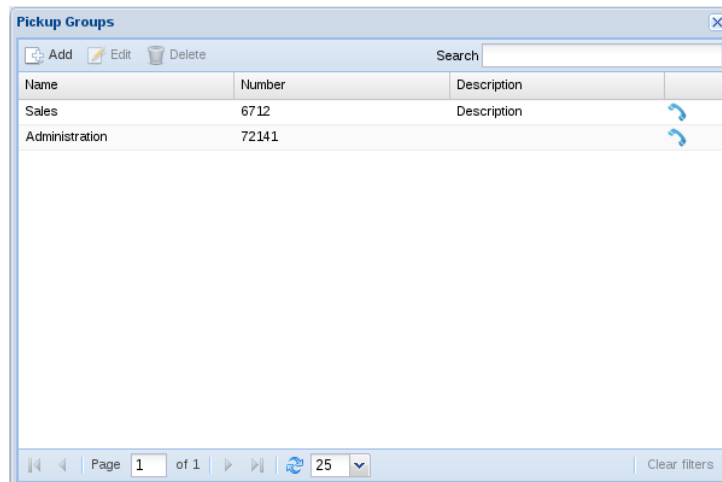 Pickup Groups
Add Edit Delete Search
Name Number Description
Sales 6712 Description
Administration 72141
Page 1 of 1 25 Clear filters